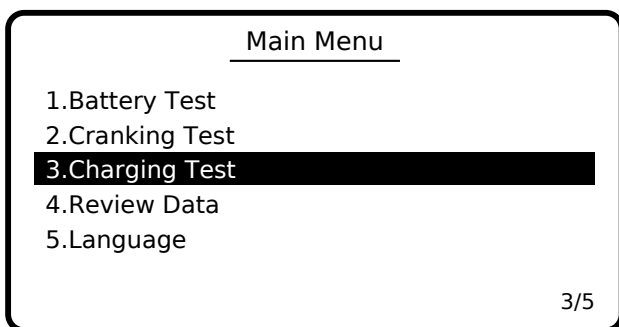 Main Menu
1.Battery Test
2.Cranking Test
3.Charging Test
4.Review Data
5.Language
3/5